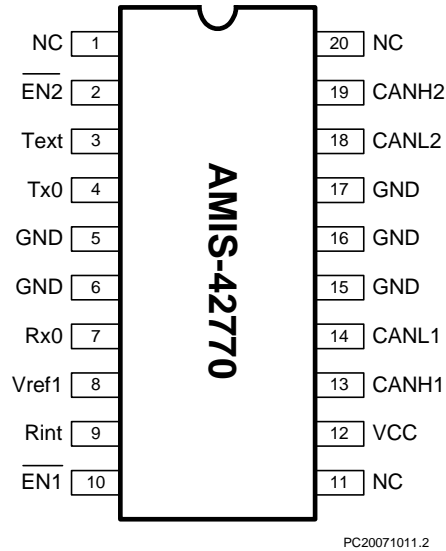 NC 1 20 NC
EN2 2 19 CANH2
Text 3 18 CANL2
Tx0 4 17 GND
GND 5 16 GND
GND 6 15 GND
Rx0 7 14 CANL1
Vref1 8 13 CANH1
Rint 9 12 VCC
EN1 10 11 NC
AMIS-42770
PC20071011.2